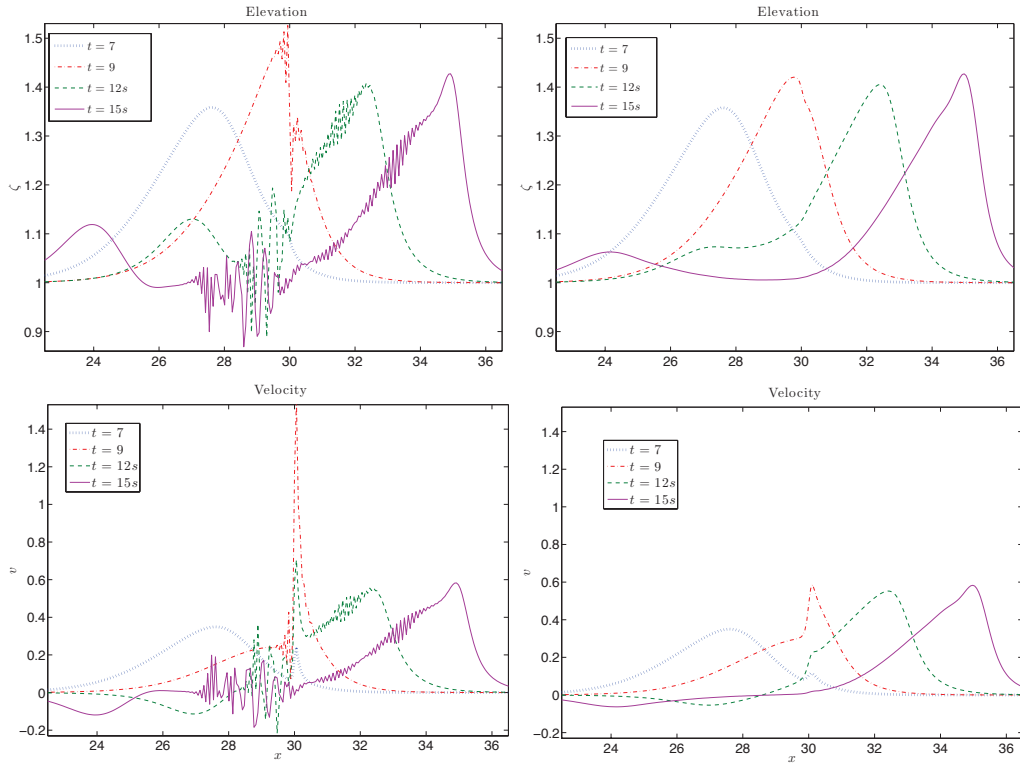 Elevation
ζ
1.5
1.4
1.3
1.2
1.1
1
0.9
t = 7
t = 9
t = 12s
t = 15s
24 26 28 30 32 34 36
Elevation
ζ
1.5
1.4
1.3
1.2
1.1
1
0.9
t = 7
t = 9
t = 12s
t = 15s
24 26 28 30 32 34 36
Velocity
v
1.4
1.2
1
0.8
0.6
0.4
0.2
0
−0.2
t = 7
t = 9
t = 12s
t = 15s
24 26 28 30 32 34 36
x
Velocity
v
1.4
1.2
1
0.8
0.6
0.4
0.2
0
−0.2
t = 7
t = 9
t = 12s
t = 15s
24 26 28 30 32 34 36
x